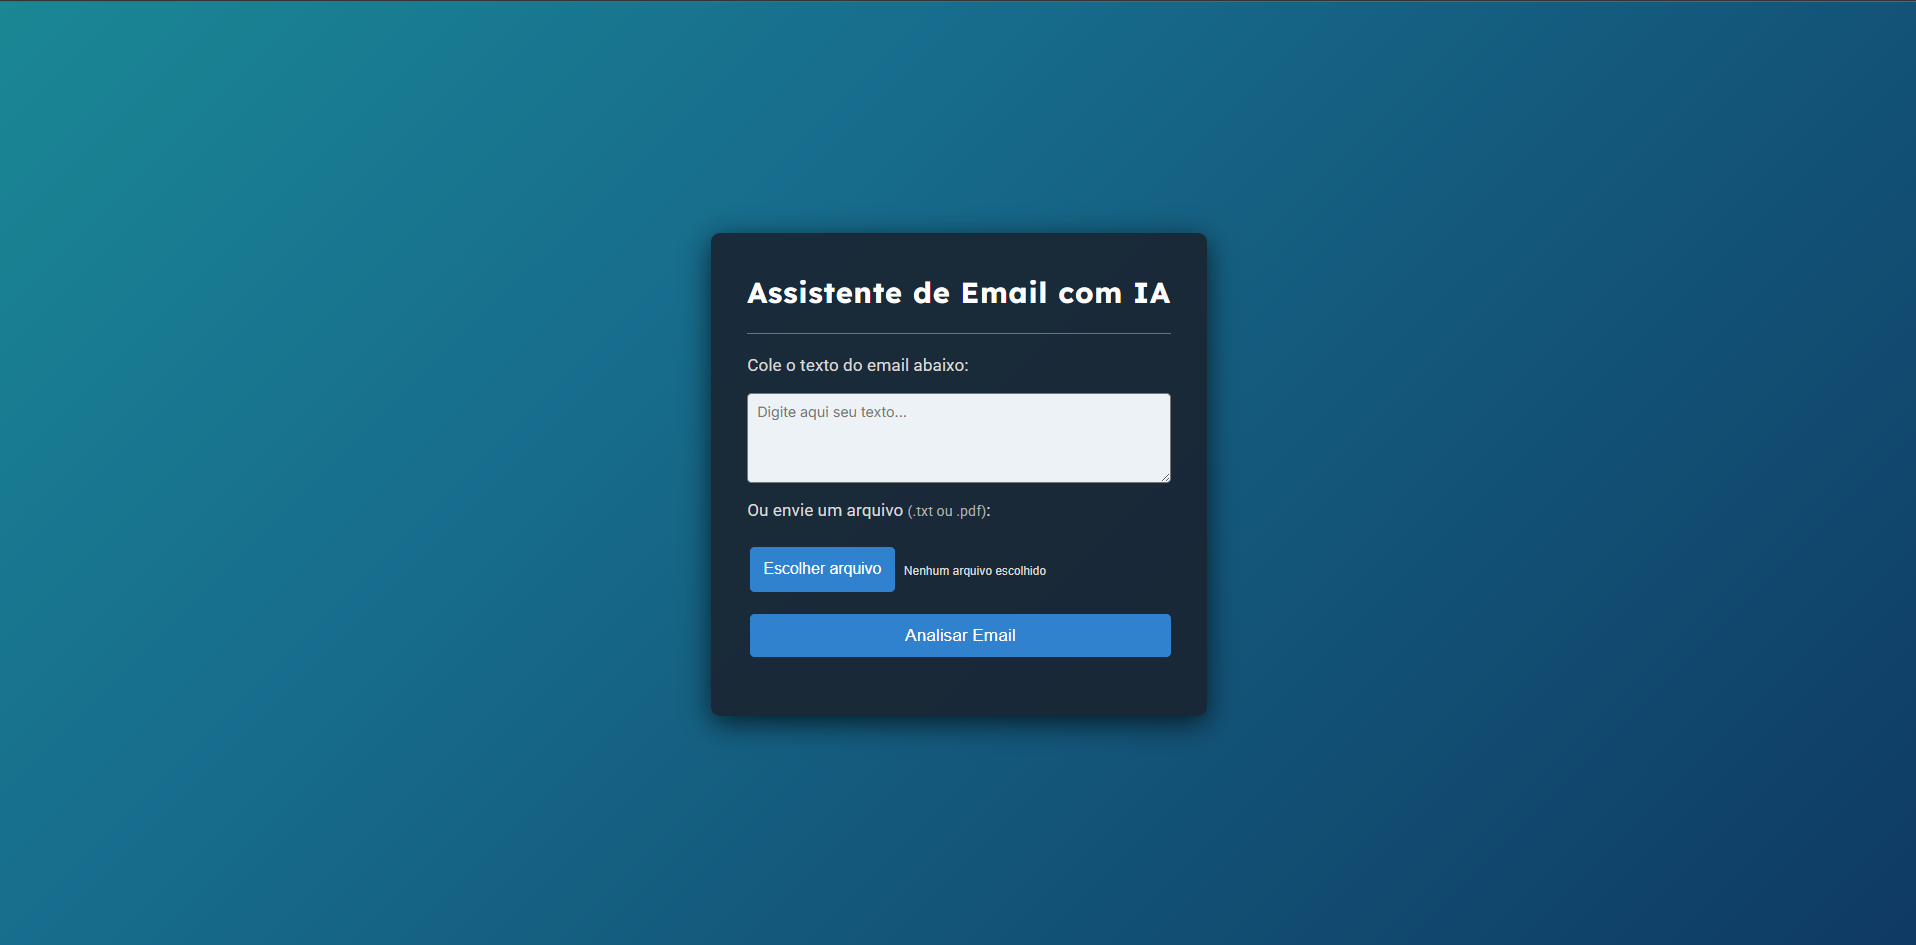 Assistente de Email com IA
Cole o texto do email abaixo:
Digite aqui seu texto...
Ou envie um arquivo (.txt ou .pdf):
Escolher arquivo Nenhum arquivo escolhido
Analisar Email